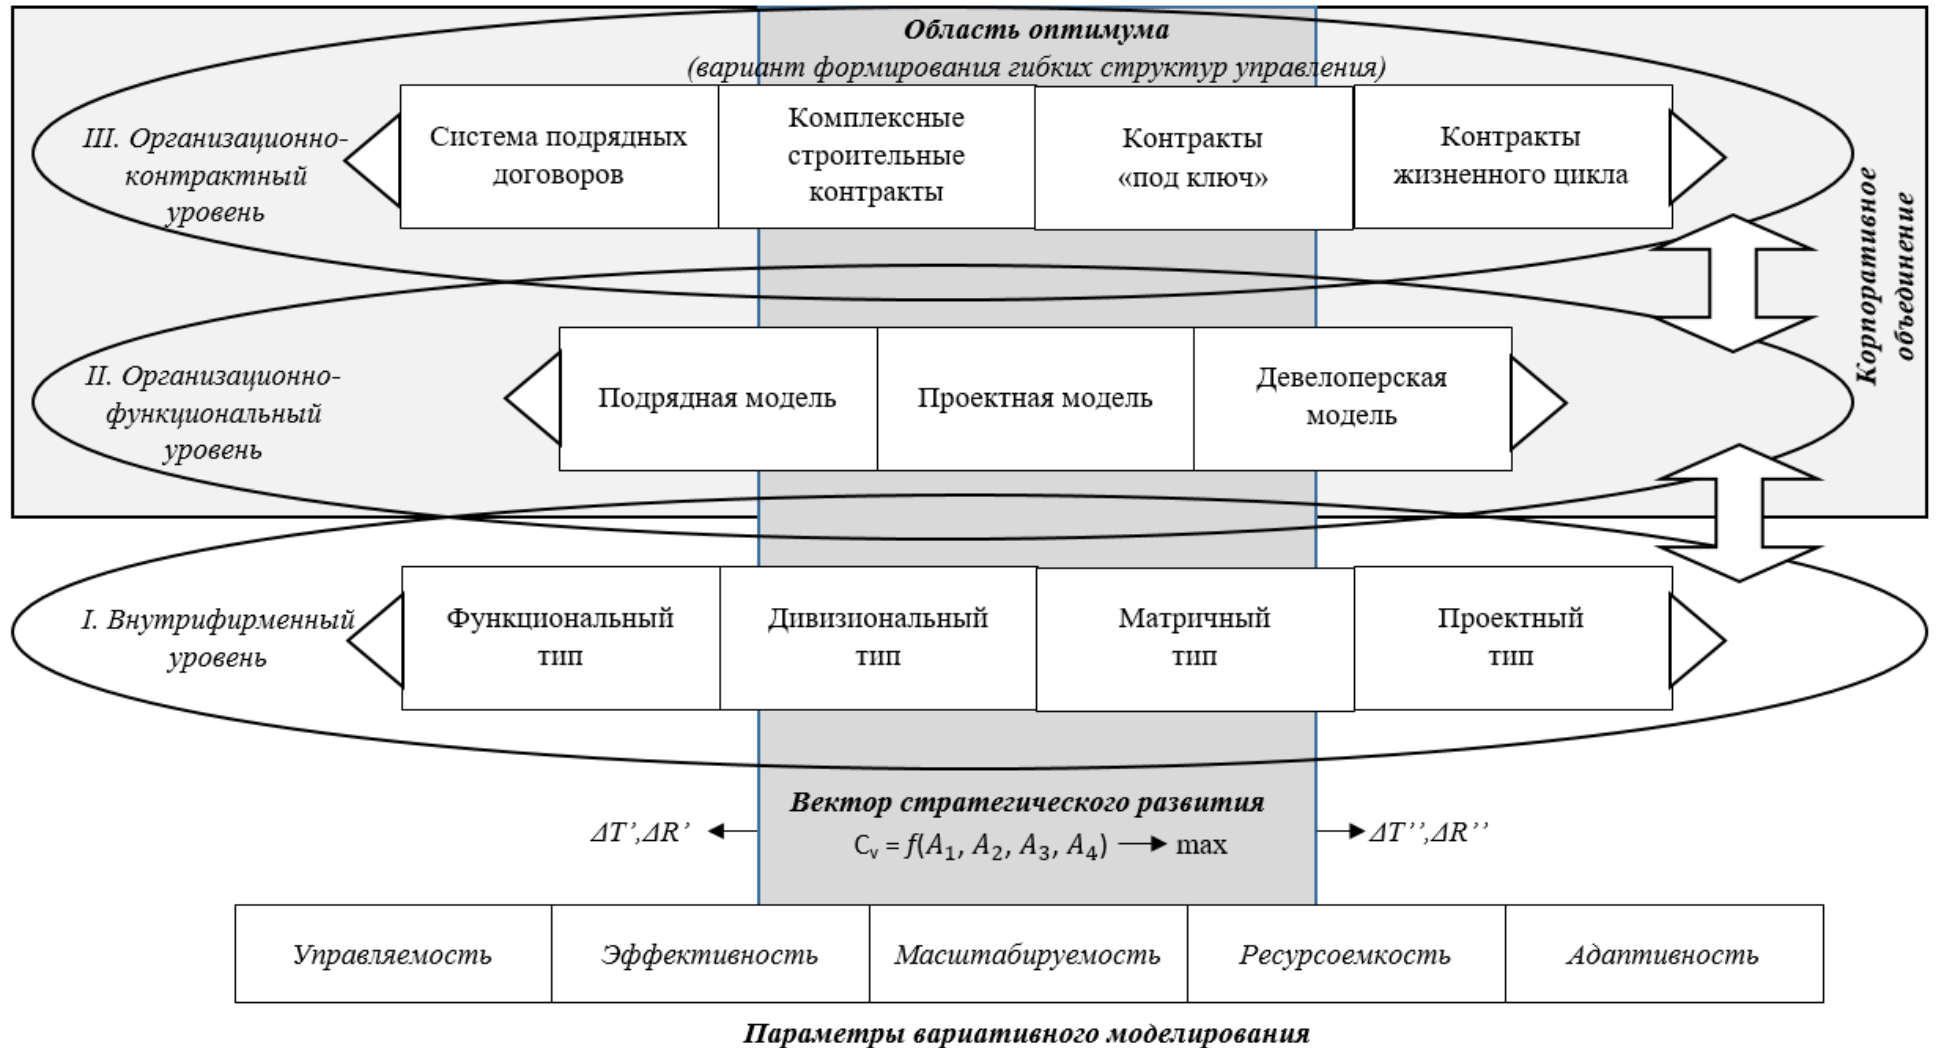 Область оптимума
(вариант формирования гибких структур управления)
III. Организационно-
контрактный
уровень
Система подрядных
договоров
Комплексные
строительные
контракты
Контракты
«под ключ»
Контракты
жизненного цикла
Корпоративное
объединение
II. Организационно-
функциональный
уровень
Подрядная модель
Проектная модель
Девелоперская
модель
I. Внутрифирменный
уровень
Функциональный
тип
Дивизиональный
тип
Матричный
тип
Проектный
тип
Вектор стратегического развития
ΔT’,ΔR’
Cᵥ = f(A₁, A₂, A₃, A₄) → max
ΔT’’,ΔR’’
Управляемость
Эффективность
Масштабируемость
Ресурсоемкость
Адаптивность
Параметры вариативного моделирования